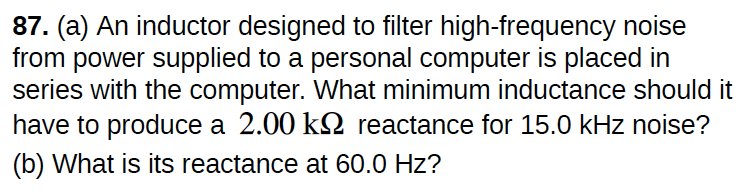 87. (a) An inductor designed to filter high-frequency noise
from power supplied to a personal computer is placed in
series with the computer. What minimum inductance should it
have to produce a 2.00 kΩ reactance for 15.0 kHz noise?
(b) What is its reactance at 60.0 Hz?